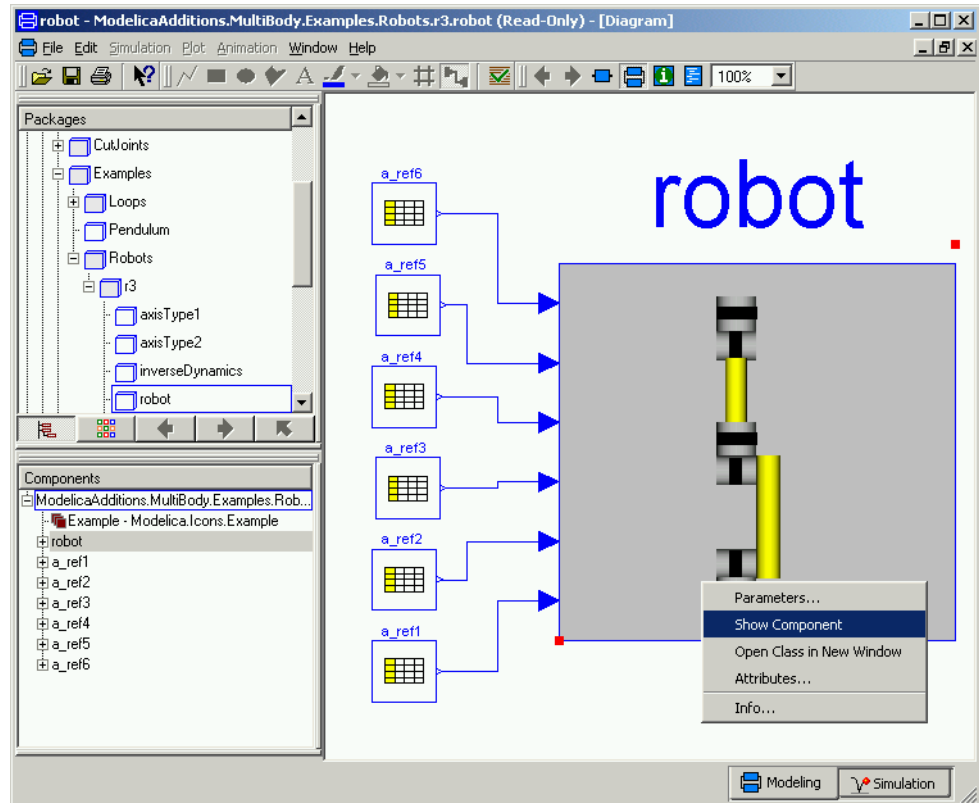 robot - ModelicaAdditions.MultiBody.Examples.Robots.r3.robot (Read-Only) - [Diagram]
File Edit Simulation Plot Animation Window Help
A 100%
Packages
CutJoints
Examples
Loops
Pendulum
Robots
r3
axisType1
axisType2
inverseDynamics
robot
Components
ModelicaAdditions.MultiBody.Examples.Rob...
Example - Modelica.Icons.Example
robot
a_ref1
a_ref2
a_ref3
a_ref4
a_ref5
a_ref6
robot
a_ref6
a_ref5
a_ref4
a_ref3
a_ref2
a_ref1
Parameters...
Show Component
Open Class in New Window
Attributes...
Info...
Modeling Simulation